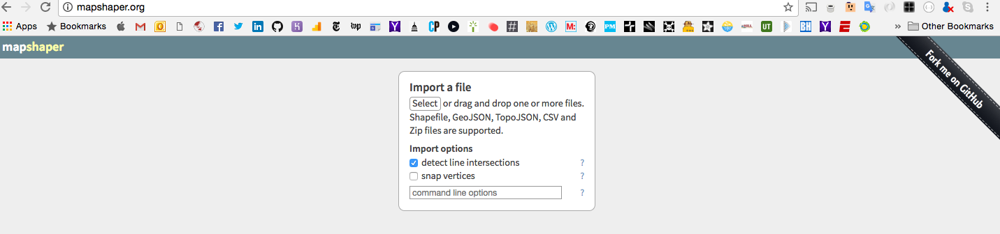 mapshaper.org
Apps Bookmarks Other Bookmarks
mapshaper
Fork me on GitHub
Import a file
Select or drag and drop one or more files.
Shapefile, GeoJSON, TopoJSON, CSV and
Zip files are supported.
Import options
detect line intersections ?
snap vertices ?
command line options ?